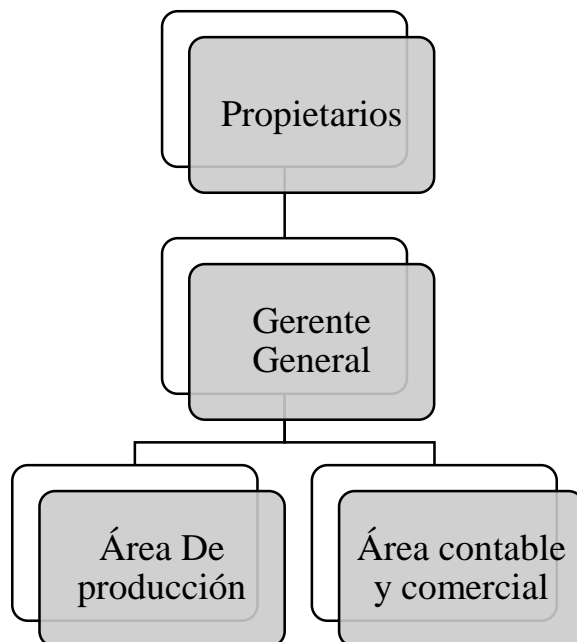 Propietarios
Gerente
General
Área De
producción
Área contable
y comercial